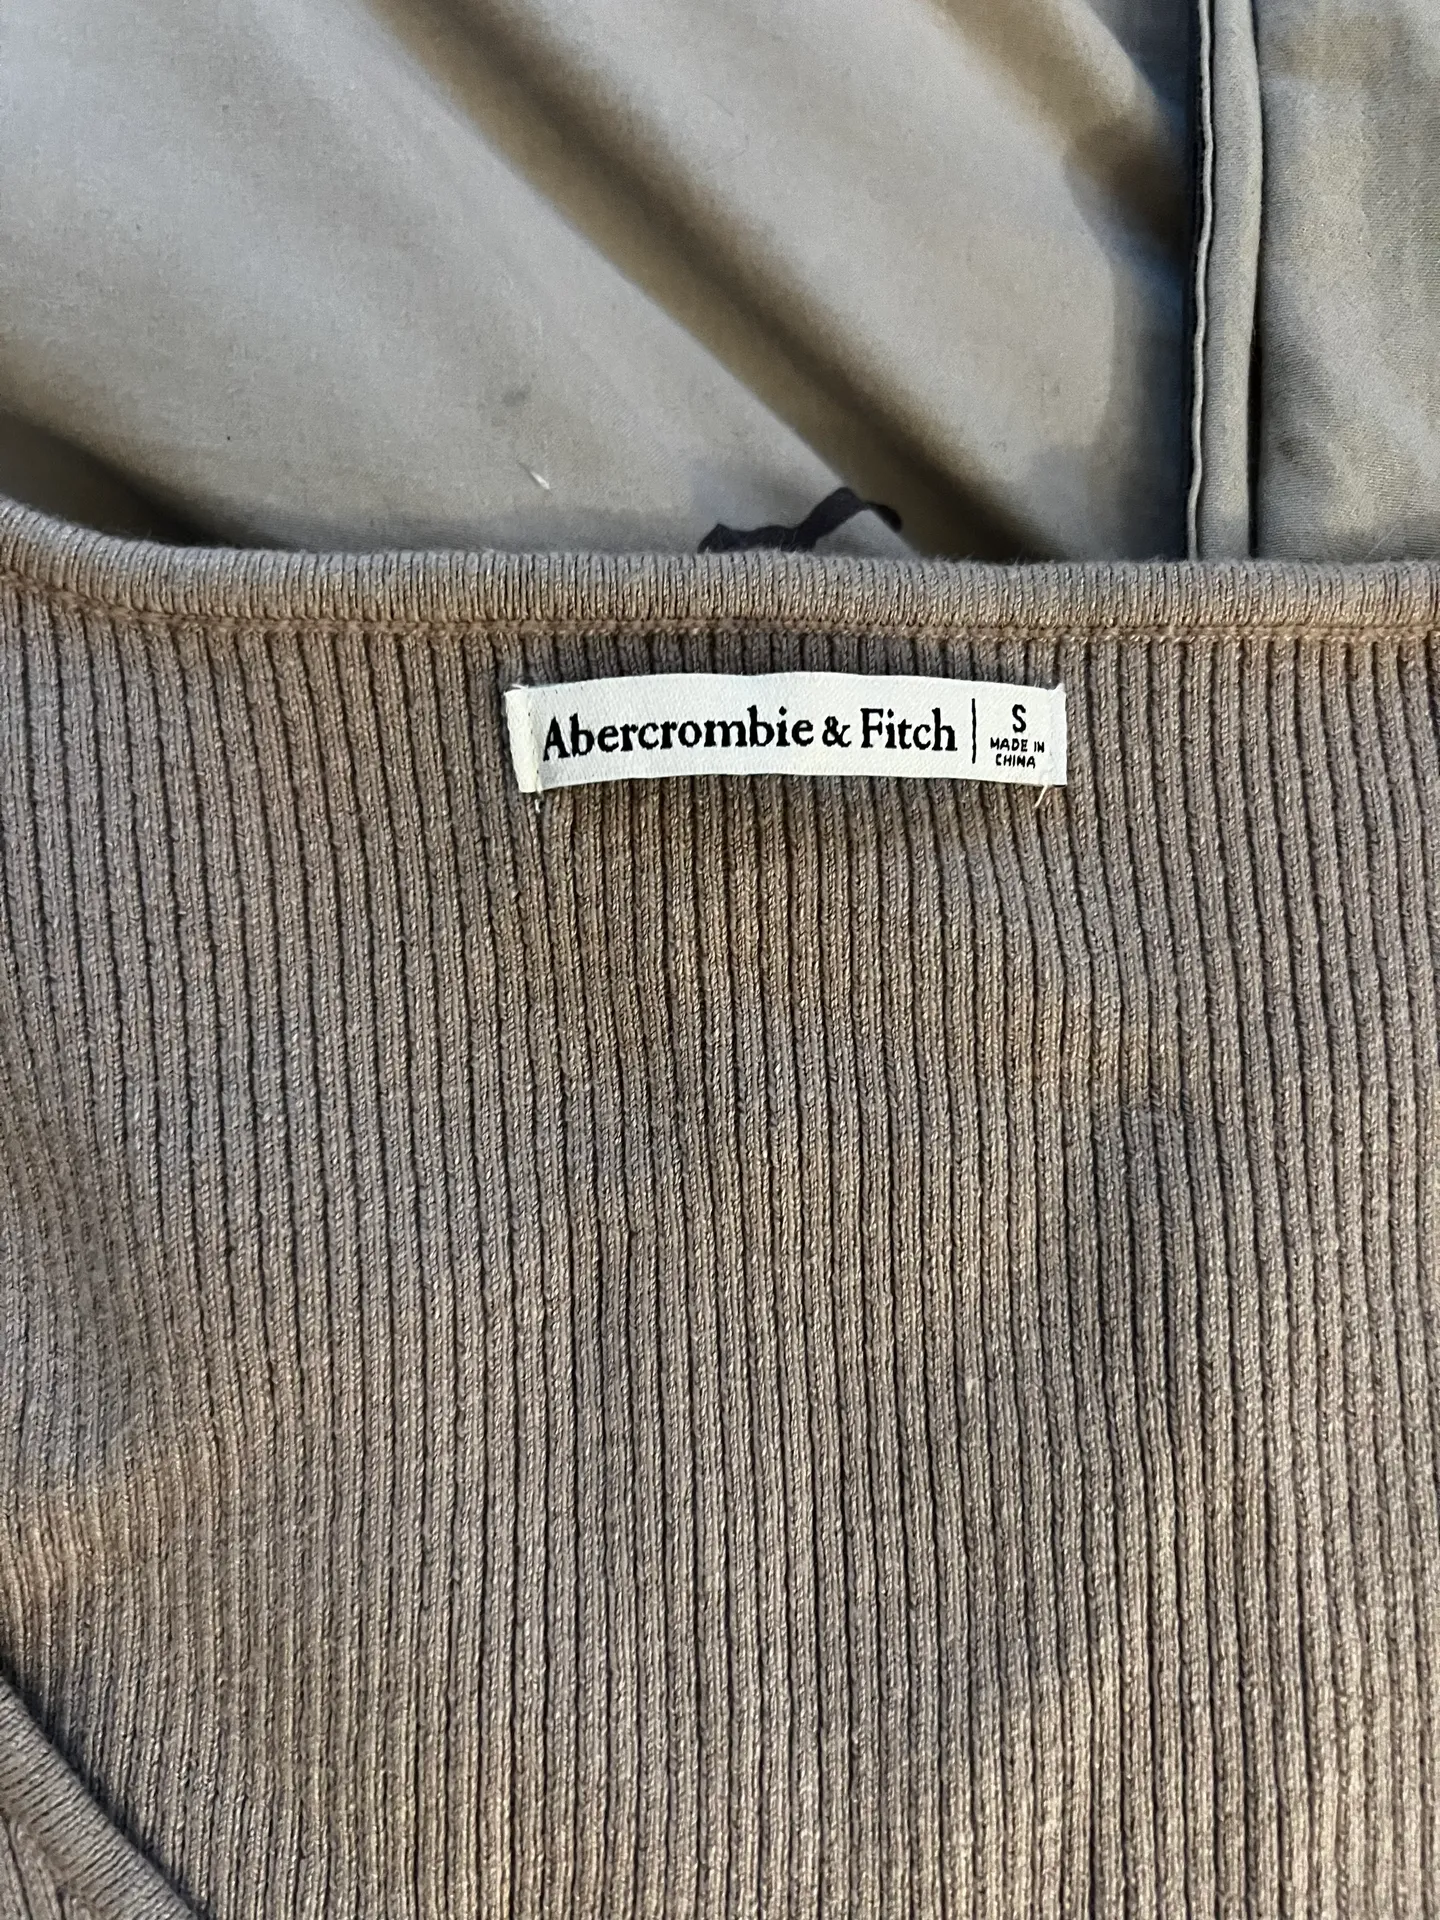 Abercrombie & Fitch | S
MADE IN
CHINA